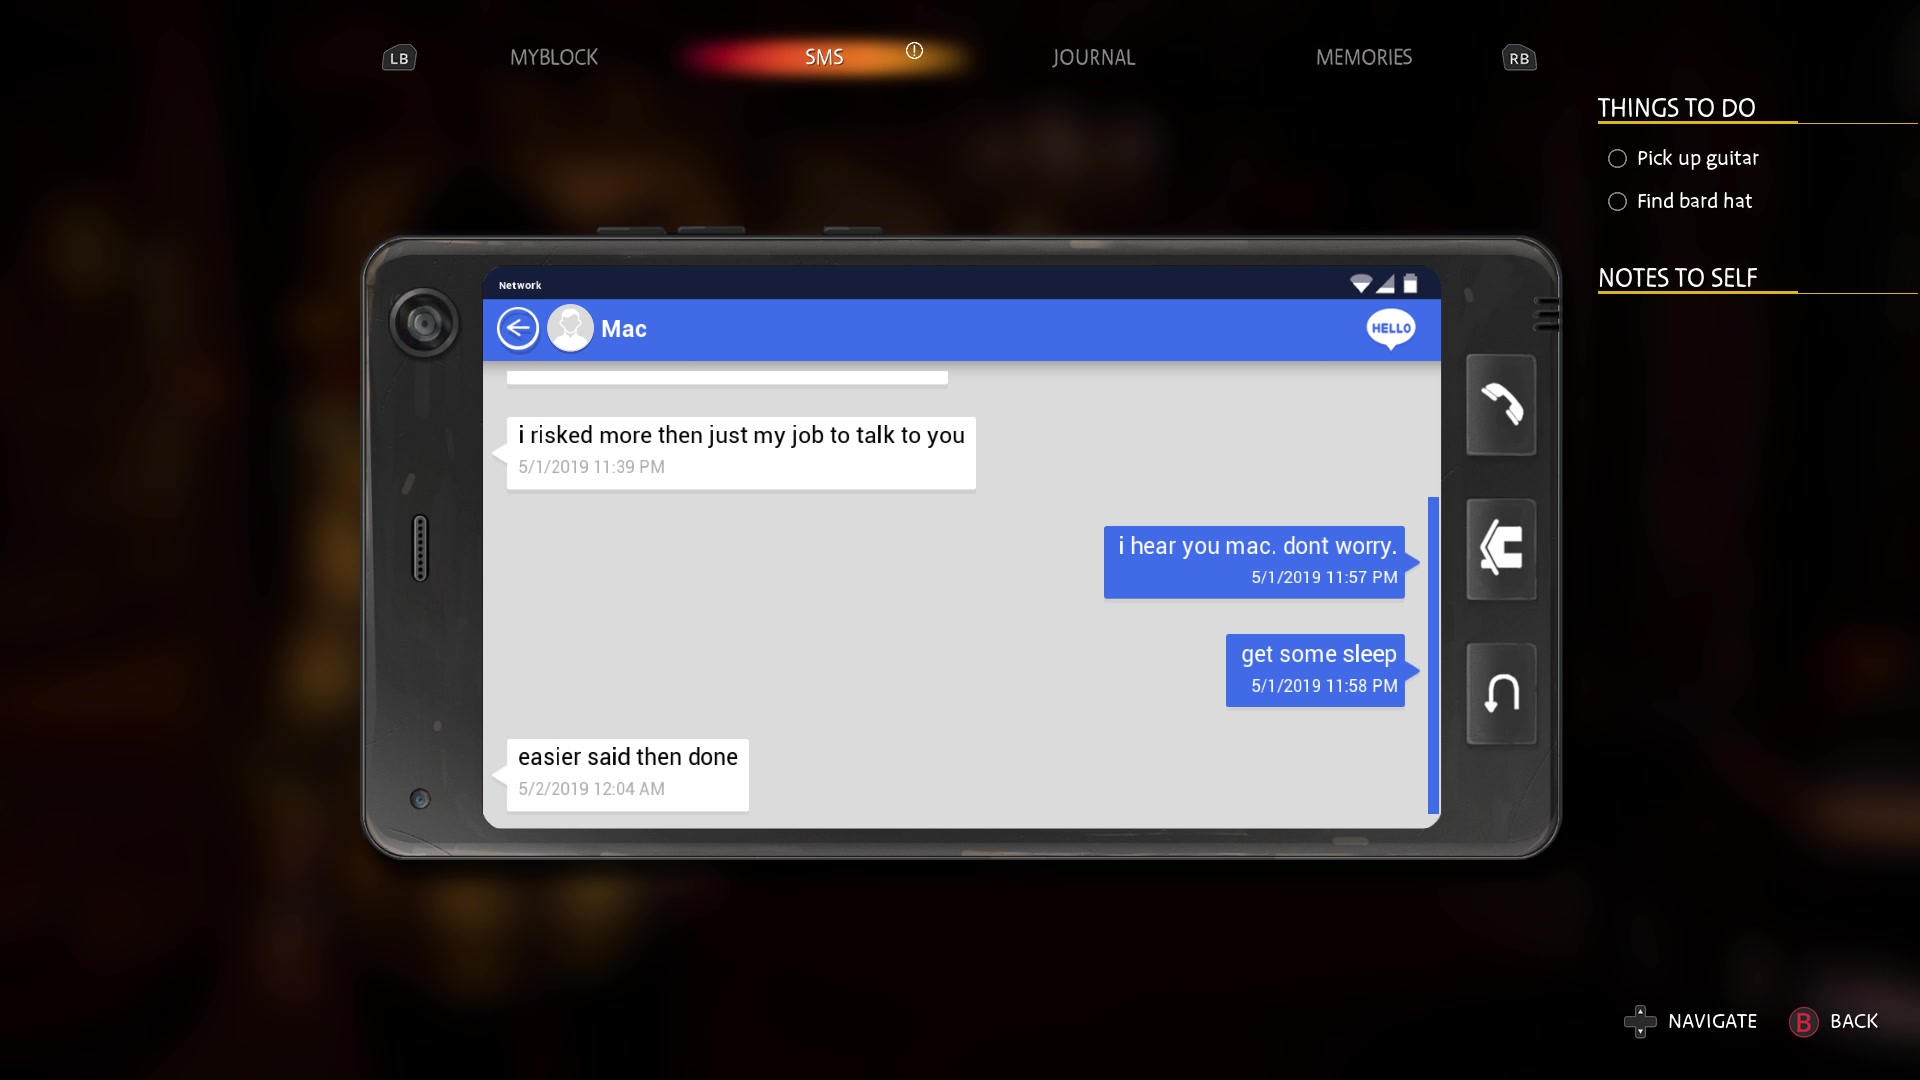 LB
MYBLOCK
SMS
JOURNAL
MEMORIES
RB
THINGS TO DO
Pick up guitar
Find bard hat
NOTES TO SELF
Network
Mac
HELLO
i risked more then just my job to talk to you
5/1/2019 11:39 PM
i hear you mac. dont worry.
5/1/2019 11:57 PM
get some sleep
5/1/2019 11:58 PM
easier said then done
5/2/2019 12:04 AM
NAVIGATE
B BACK